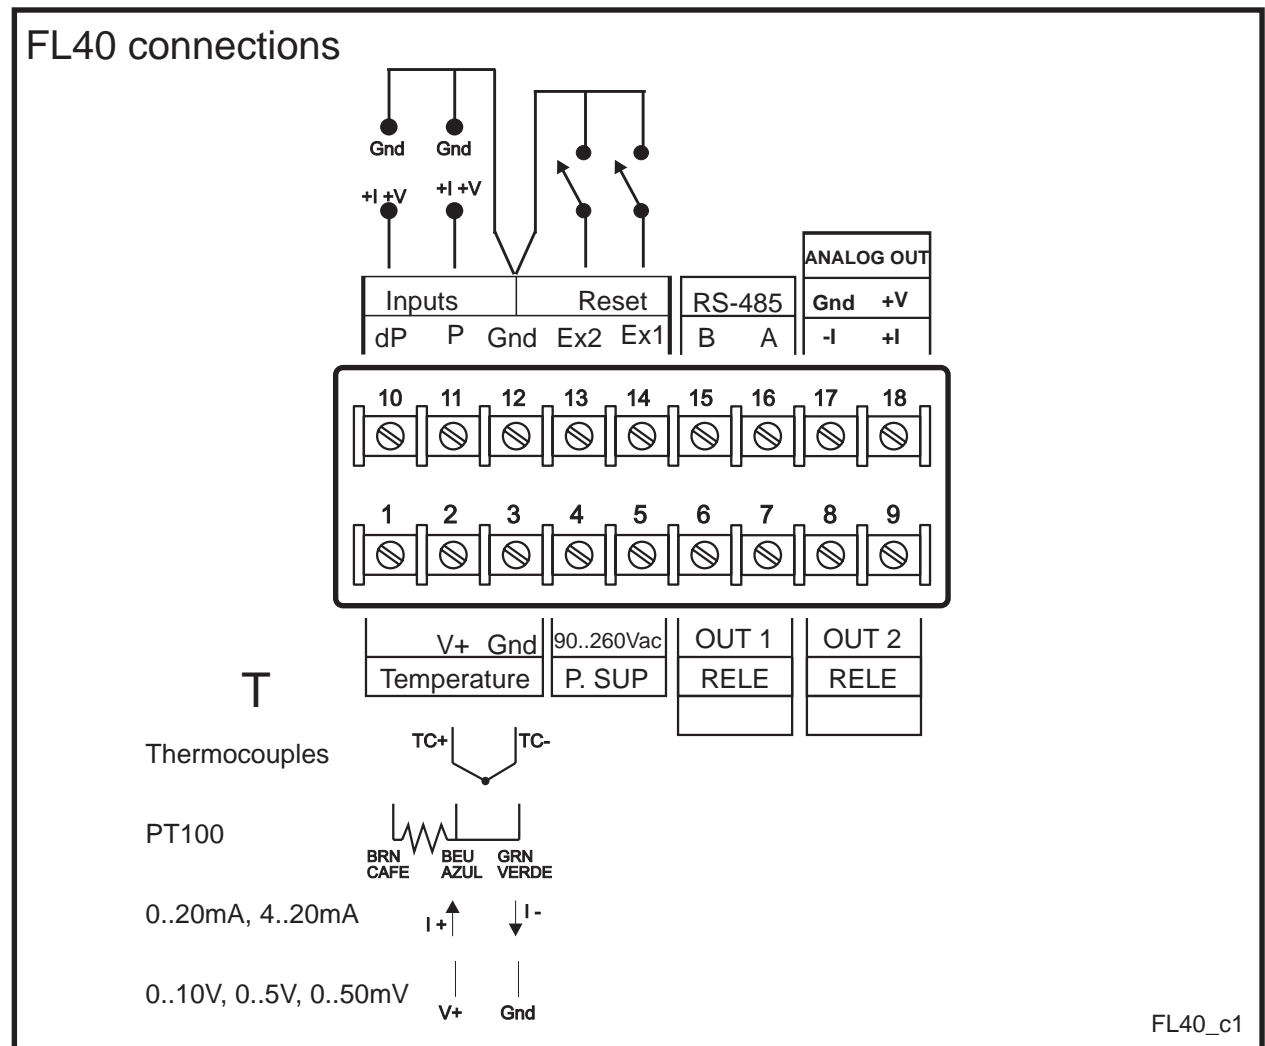 FL40 connections
Gnd Gnd
+I +V +I +V
ANALOG OUT
Inputs Reset RS-485 Gnd +V
dP P Gnd Ex2 Ex1 B A -I +I
10 11 12 13 14 15 16 17 18
1 2 3 4 5 6 7 8 9
V+ Gnd 90..260Vac OUT 1 OUT 2
Temperature P. SUP RELE RELE
T
Thermocouples TC+ TC-
PT100
BRN BEU GRN
CAFE AZUL VERDE
0..20mA, 4..20mA I + I -
0..10V, 0..5V, 0..50mV V+ Gnd
FL40_c1